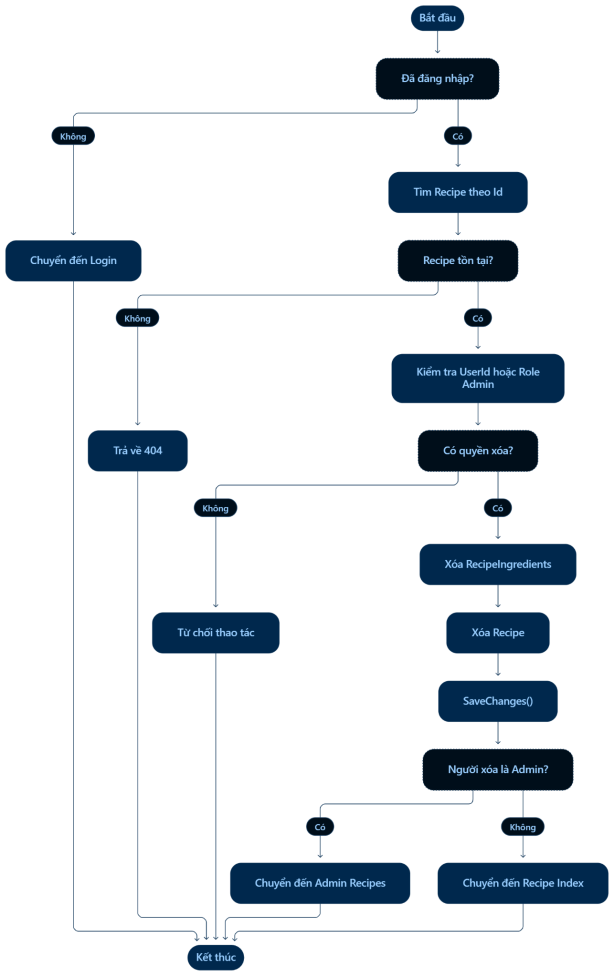 Bắt đầu
Đã đăng nhập?
Không
Có
Tìm Recipe theo Id
Chuyển đến Login
Recipe tồn tại?
Không
Có
Kiểm tra UserId hoặc Role
Admin
Trả về 404
Có quyền xóa?
Không
Có
Xóa RecipeIngredients
Từ chối thao tác
Xóa Recipe
SaveChanges()
Người xóa là Admin?
Có
Không
Chuyển đến Admin Recipes
Chuyển đến Recipe Index
Kết thúc